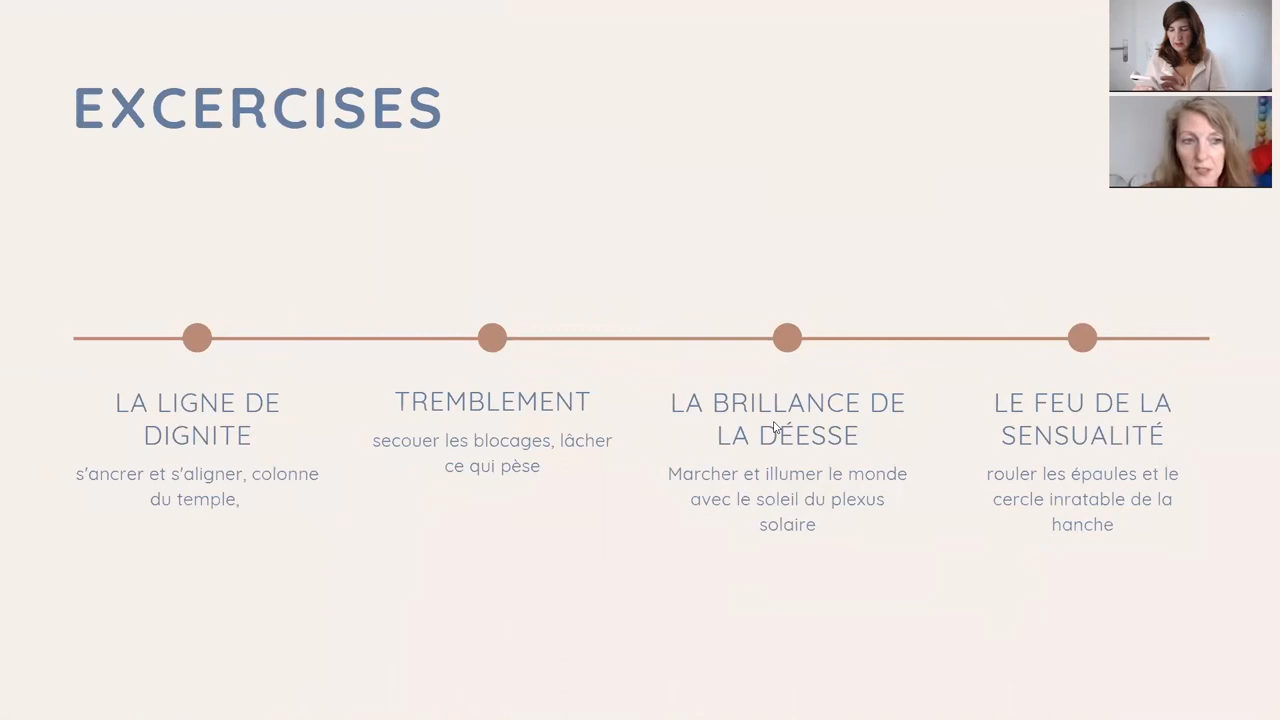 EXCERCISES
LA LIGNE DE
DIGNITE
s'ancrer et s'aligner, colonne
du temple,
TREMBLEMENT
secouer les blocages, lâcher
ce qui pèse
LA BRILLANCE DE
LA DÉESSE
Marcher et illumer le monde
avec le soleil du plexus
solaire
LE FEU DE LA
SENSUALITÉ
rouler les épaules et le
cercle inratable de la
hanche